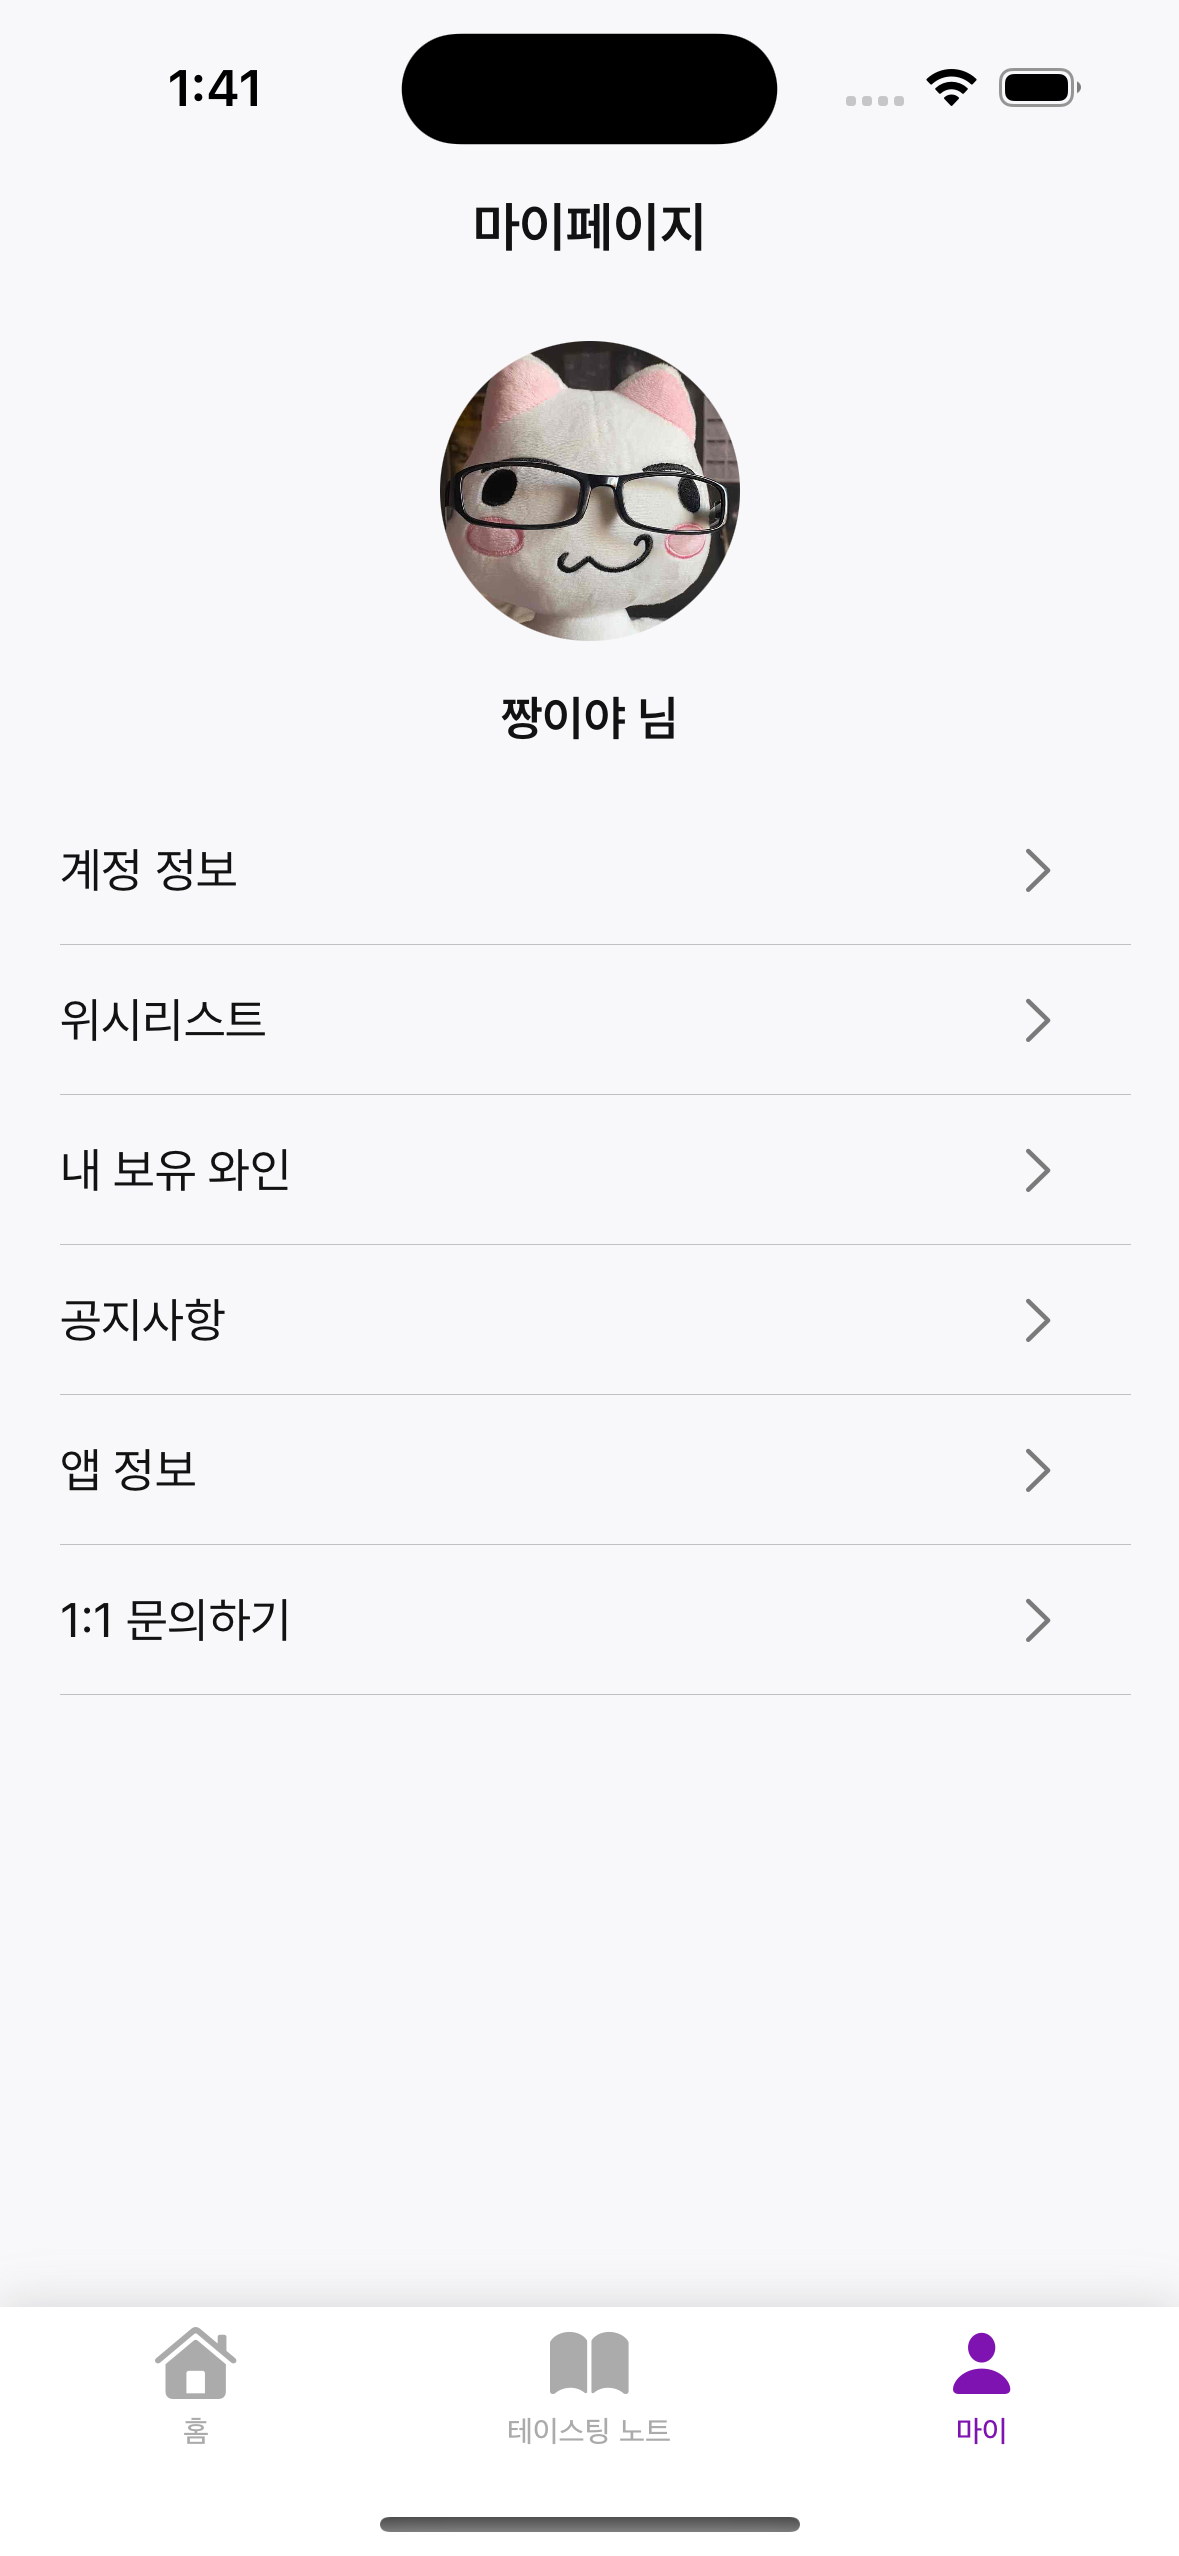 1:41
마이페이지
짱이야 님
계정 정보
위시리스트
내 보유 와인
공지사항
앱 정보
1:1 문의하기
홈
테이스팅 노트
마이